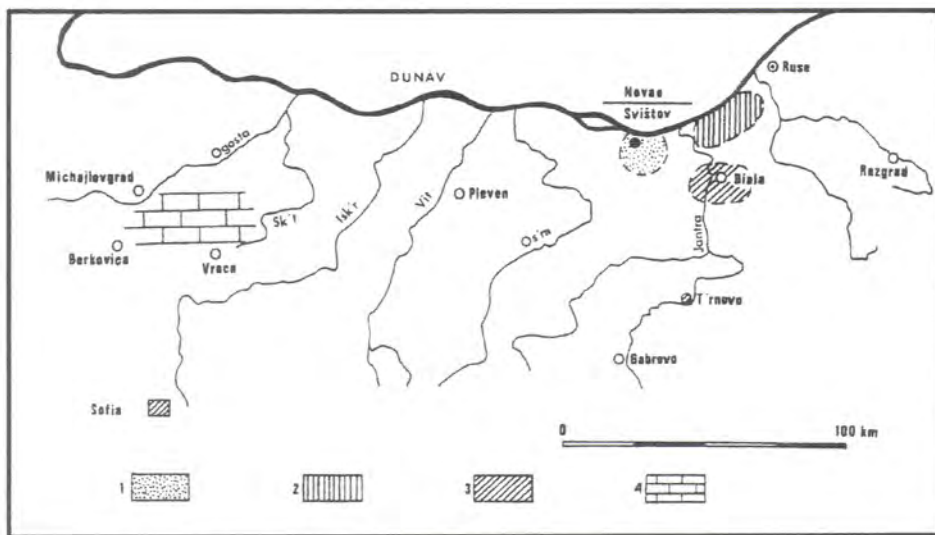 DUNAV
Ruse
Novae
Svištov
Ogosta
Michajlovgrad
Biala
Razgrad
Pleven
Vit
Isk'r
Sk't
Os'm
Jantra
Berkovica
Vraca
T'rnovo
Gabrovo
Sofia
0 100 km
1 2 3 4